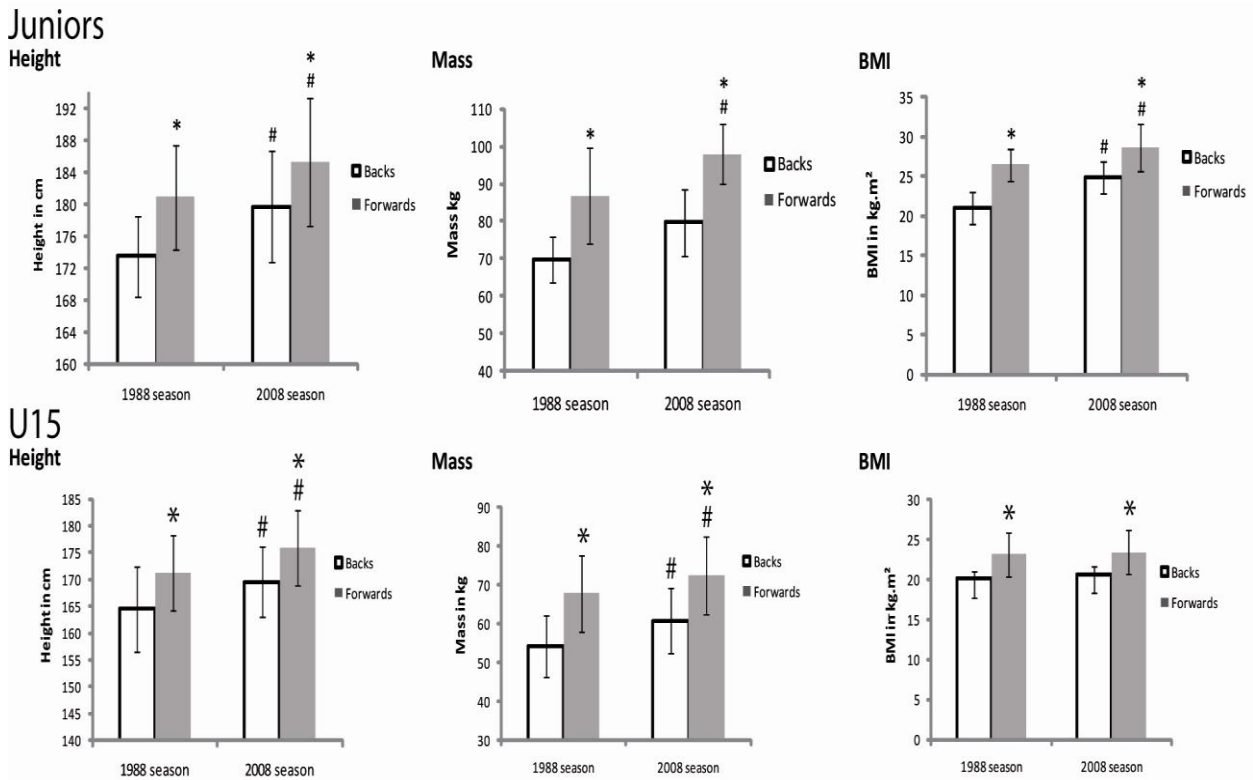 Juniors
Height
Height in cm
192
188
184
180
176
172
168
164
160
*
#
*
#
1988 season
2008 season
Backs
Forwards
Mass
Mass kg
110
100
90
80
70
60
50
40
*
*
#
1988 season
2008 season
Backs
Forwards
BMI
BMI in kg.m²
35
30
25
20
15
10
5
0
*
#
*
#
1988 season
2008 season
Backs
Forwards
U15
Height
Height in cm
185
180
175
170
165
160
155
150
145
140
*
#
*
#
1988 season
2008 season
Backs
Forwards
Mass
Mass in kg
90
80
70
60
50
40
30
*
#
*
#
1988 season
2008 season
Backs
Forwards
BMI
BMI in kg.m²
30
25
20
15
10
5
0
*
*
1988 season
2008 season
Backs
Forwards